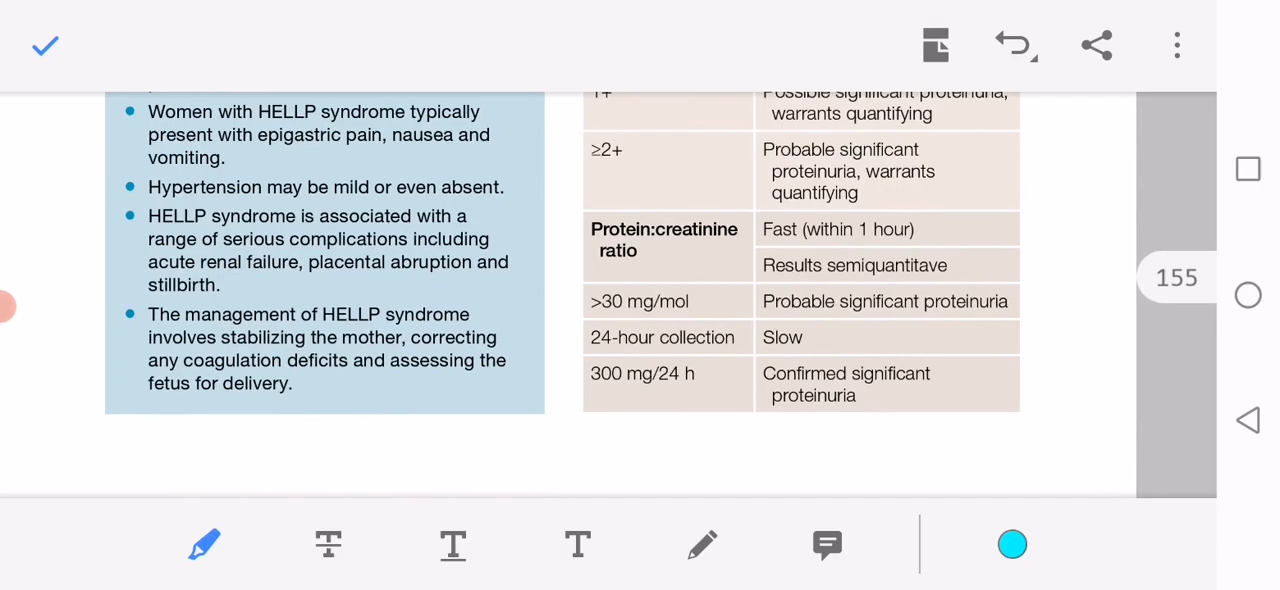 Women with HELLP syndrome typically
present with epigastric pain, nausea and
vomiting.
Hypertension may be mild or even absent.
HELLP syndrome is associated with a
range of serious complications including
acute renal failure, placental abruption and
stillbirth.
The management of HELLP syndrome
involves stabilizing the mother, correcting
any coagulation deficits and assessing the
fetus for delivery.
1+ Possible significant proteinuria,
warrants quantifying
≥2+ Probable significant
proteinuria, warrants
quantifying
Protein:creatinine Fast (within 1 hour)
ratio
Results semiquantitave
>30 mg/mol Probable significant proteinuria
24-hour collection Slow
300 mg/24 h Confirmed significant
proteinuria
155
T T T